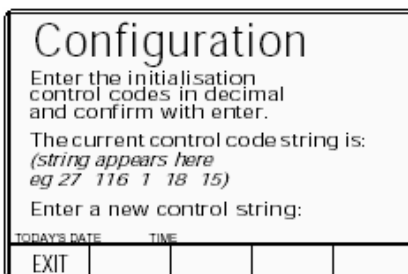 Configuration
Enter the initialisation
control codes in decimal
and confirm with enter.
The current control code string is:
(string appears here
eg 27 116 1 18 15)
Enter a new control string:
TODAY'S DATE TIME
EXIT